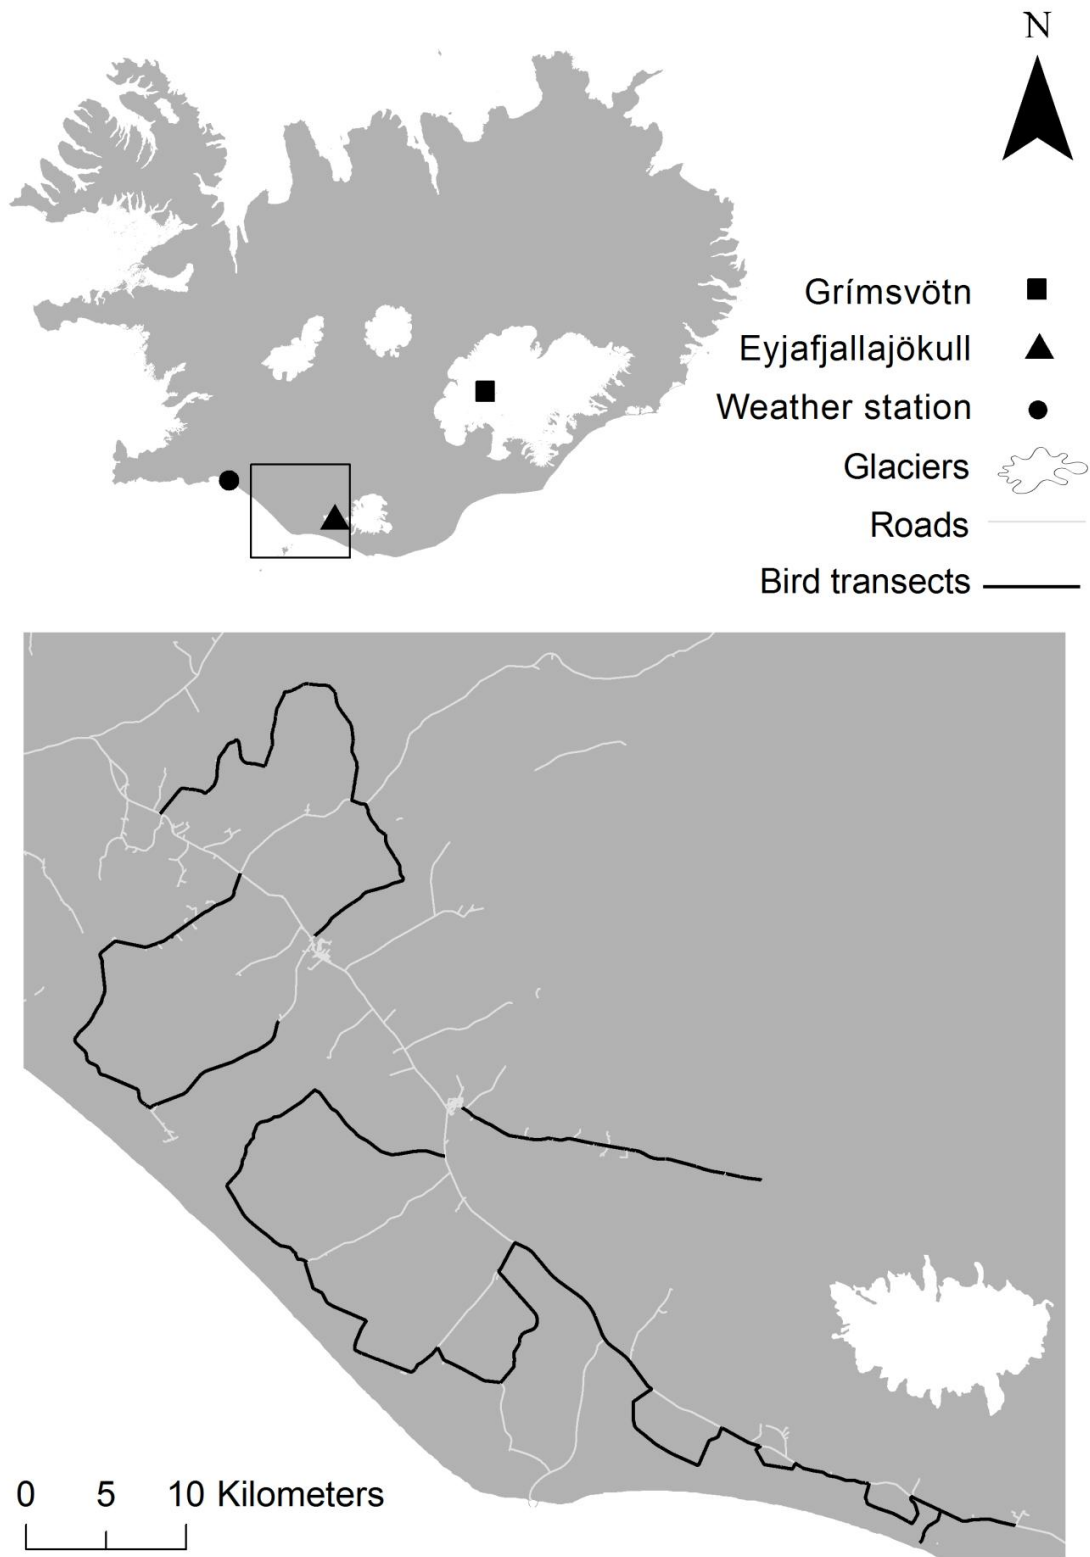 N
Grímsvötn
Eyjafjallajökull
Weather station
Glaciers
Roads
Bird transects
0 5 10 Kilometers